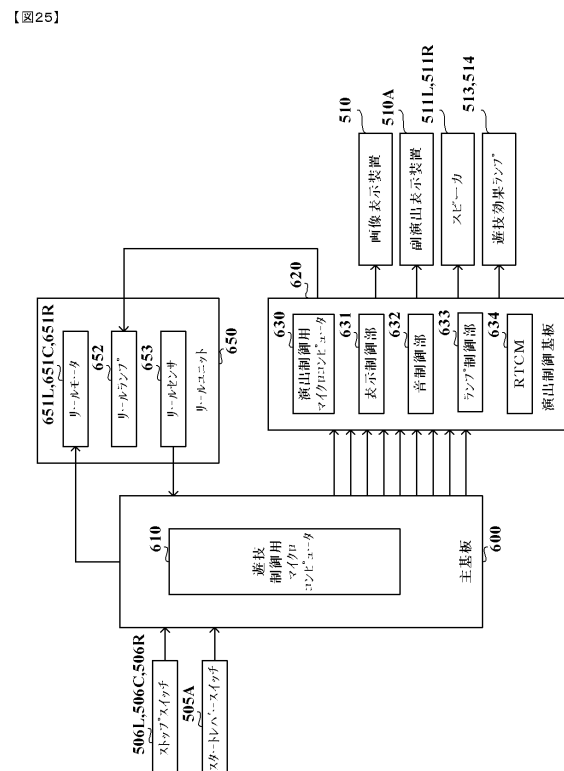 【図25】
506L,506C,506R
ストップスイッチ
505A
スタートレバースイッチ
610
遊技
制御用
マイクロ
コンピュータ
主基板
600
651L,651C,651R
リールモータ
652
リールランプ
653
リールセンサ
リールユニット
650
620
630
演出制御用
マイクロコンピュータ
631
表示制御部
632
音制御部
633
ランプ制御部
634
RTCM
演出制御基板
510
画像表示装置
510A
副演出表示装置
511L,511R
スピーカ
513,514
遊技効果ランプ